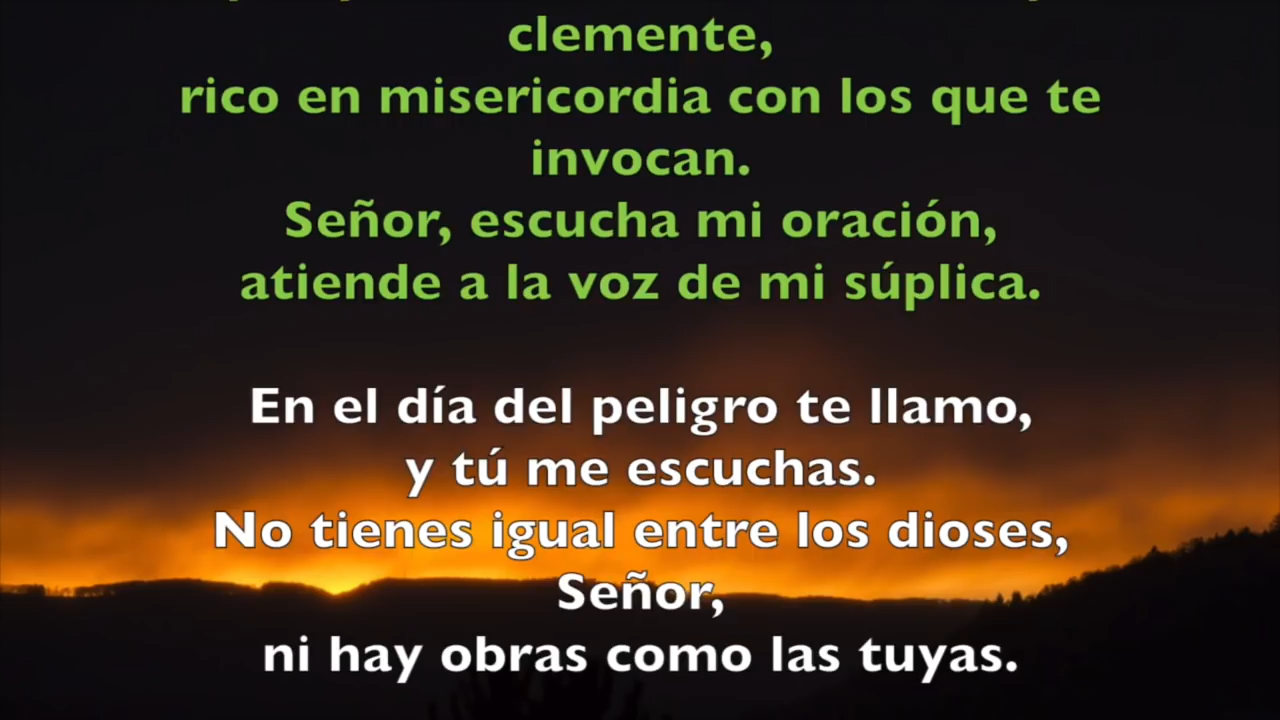 clemente,
rico en misericordia con los que te
invocan.
Señor, escucha mi oración,
atiende a la voz de mi súplica.
En el día del peligro te llamo,
y tú me escuchas.
No tienes igual entre los dioses,
Señor,
ni hay obras como las tuyas.